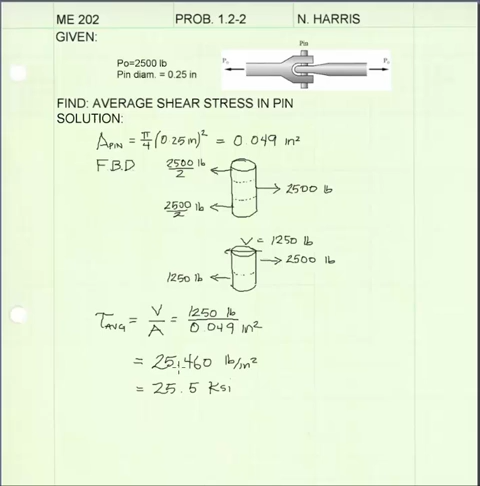 ME 202 PROB. 1.2-2 N. HARRIS
GIVEN:
Pin
Po=2500 lb
Pin diam. = 0.25 in
P₀ P₀
FIND: AVERAGE SHEAR STRESS IN PIN
SOLUTION:
A_PIN = π/4 (0.25 in)² = 0.049 in²
F.B.D 2500/2 lb
2500 lb
2500/2 lb
V = 1250 lb
2500 lb
1250 lb
τ_AVG = V/A = 1250 lb/0.049 in²
= 25,460 lb/in²
= 25.5 Ksi